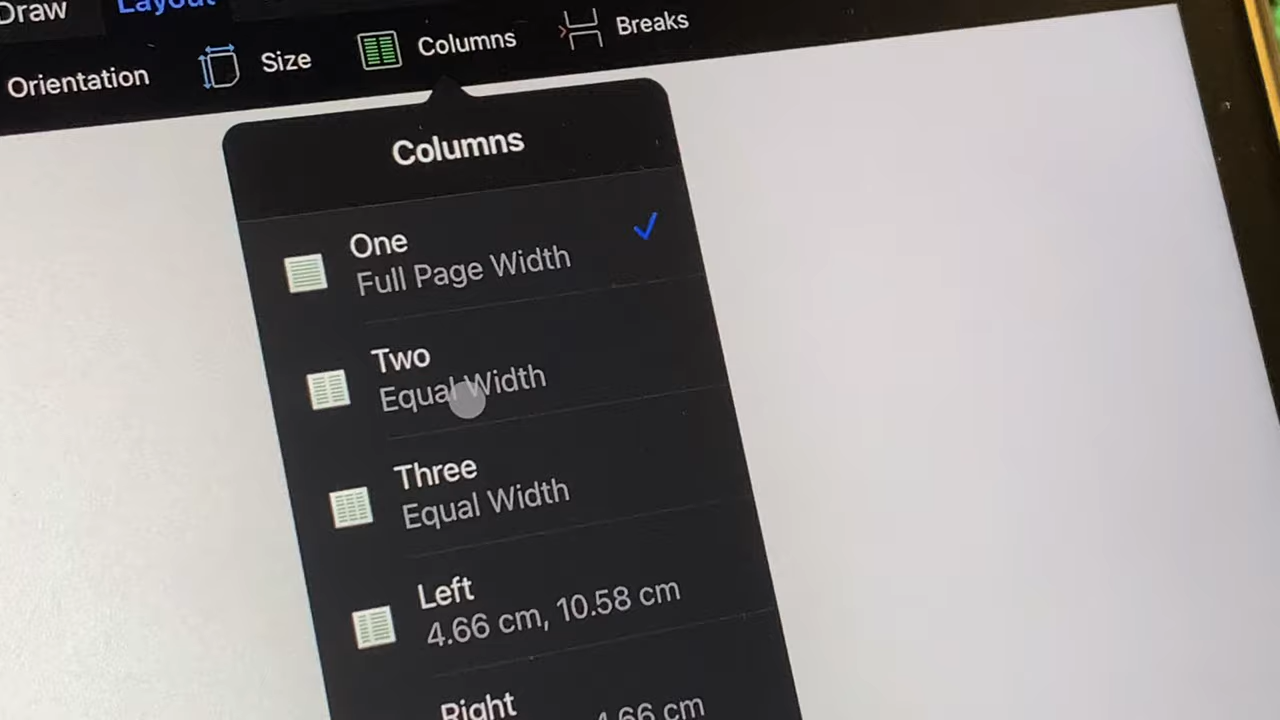 Draw Layout
Orientation Size Columns Breaks
Columns
One
Full Page Width
Two
Equal Width
Three
Equal Width
Left
4.66 cm, 10.58 cm
Right
4.66 cm